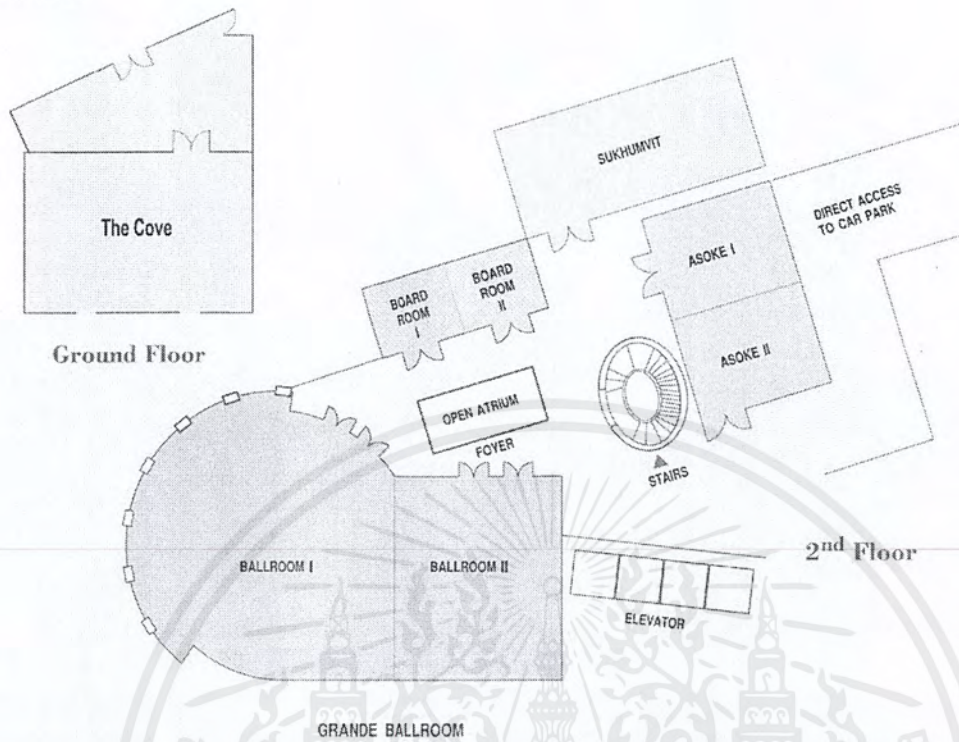 The Cove
Ground Floor
SUKHUMVIT
DIRECT ACCESS
TO CAR PARK
ASOKE I
ASOKE II
BOARD
ROOM
I
BOARD
ROOM
II
OPEN ATRIUM
FOYER
STAIRS
2nd Floor
BALLROOM I
BALLROOM II
ELEVATOR
GRANDE BALLROOM